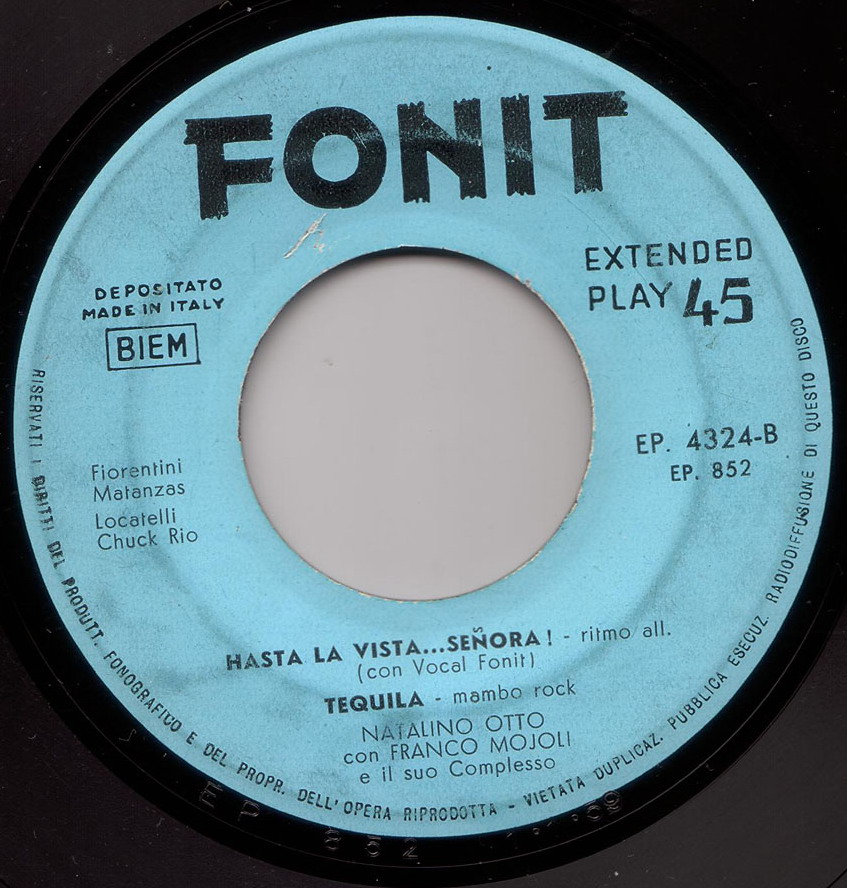 FONIT
EXTENDED
PLAY 45
DEPOSITATO
MADE IN ITALY
BIEM
EP. 4324-B
EP. 852
Fiorentini
Matanzas
Locatelli
Chuck Rio
HASTA LA VISTA...SEÑORA! - ritmo all.
(con Vocal Fonit)
TEQUILA - mambo rock
NATALINO OTTO
con FRANCO MOJOLI
e il suo Complesso
RISERVATI I DIRITTI DEL PRODUTT. FONOGRAFICO E DEL PROPR. DELL'OPERA RIPRODOTTA - VIETATA DUPLICAZ. PUBBLICA ESECUZ. RADIODIFFUSIONE DI QUESTO DISCO
EP 852